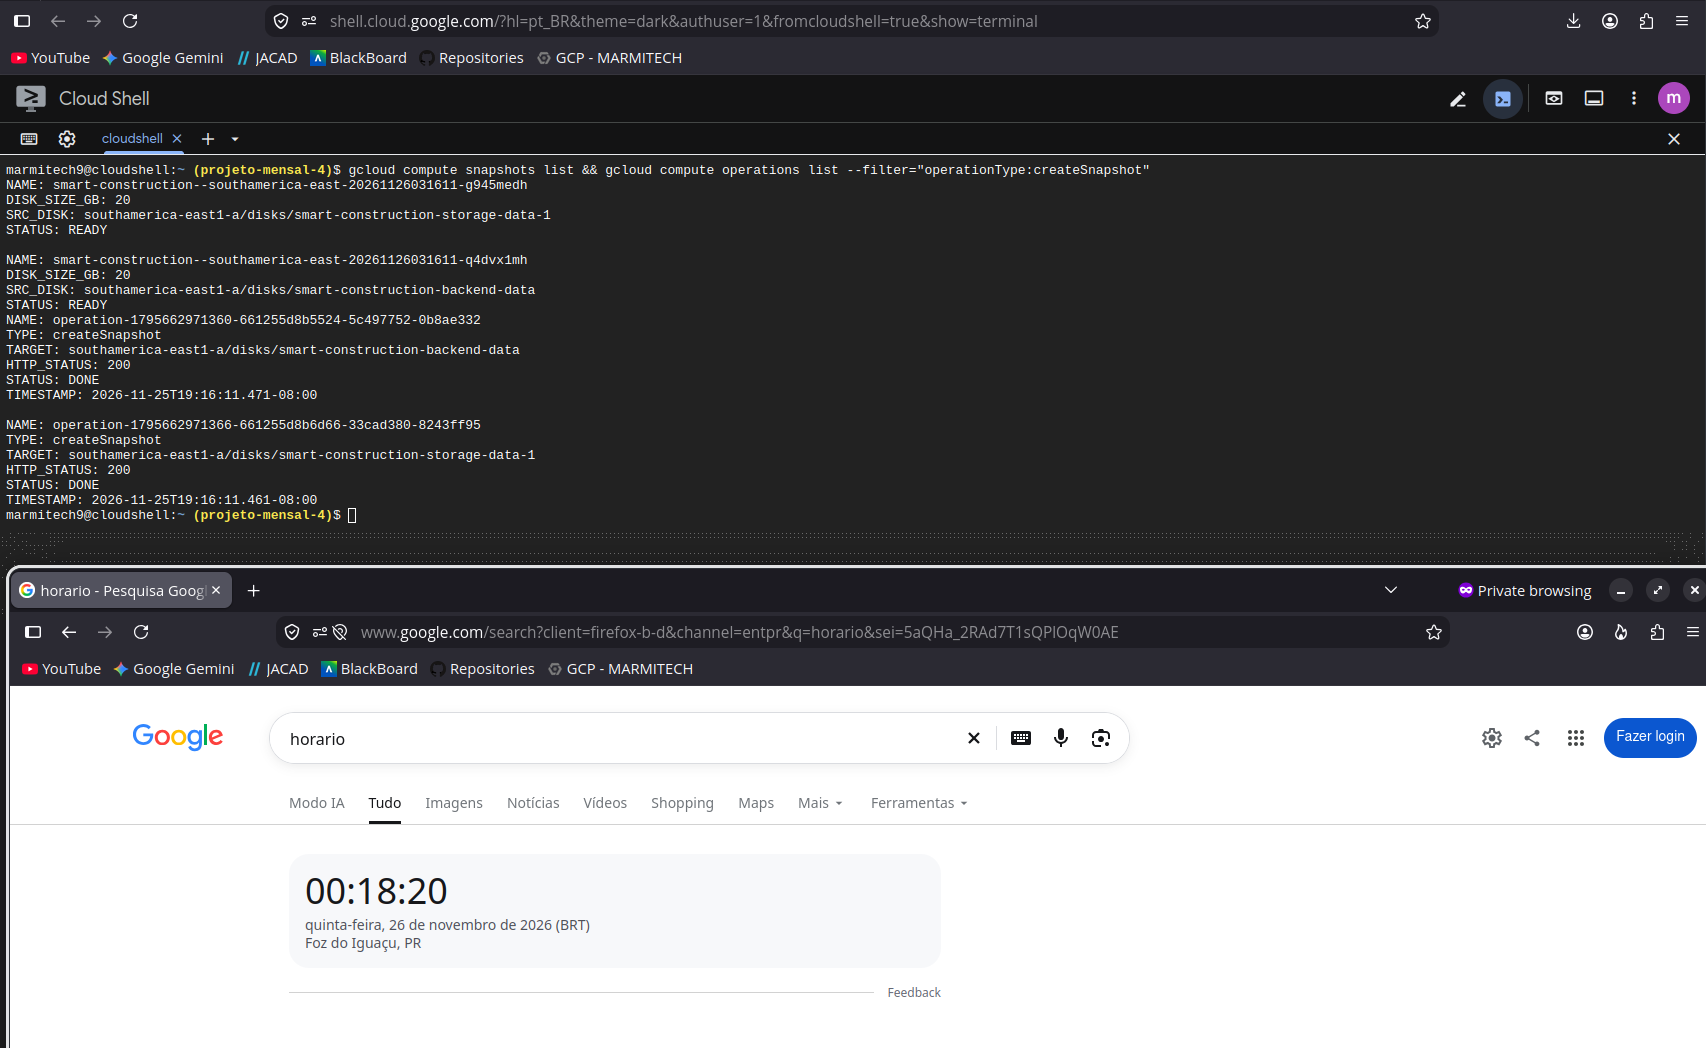 shell.cloud.google.com/?hl=pt_BR&theme=dark&authuser=1&fromcloudshell=true&show=terminal
YouTube Google Gemini JACAD BlackBoard Repositories GCP - MARMITECH
Cloud Shell m
cloudshell
marmitech9@cloudshell:~ (projeto-mensal-4)$ gcloud compute snapshots list && gcloud compute operations list --filter="operationType:createSnapshot"
NAME: smart-construction--southamerica-east-20261126031611-g945medh
DISK_SIZE_GB: 20
SRC_DISK: southamerica-east1-a/disks/smart-construction-storage-data-1
STATUS: READY
NAME: smart-construction--southamerica-east-20261126031611-q4dvx1mh
DISK_SIZE_GB: 20
SRC_DISK: southamerica-east1-a/disks/smart-construction-backend-data
STATUS: READY
NAME: operation-1795662971360-661255d8b5524-5c497752-0b8ae332
TYPE: createSnapshot
TARGET: southamerica-east1-a/disks/smart-construction-backend-data
HTTP_STATUS: 200
STATUS: DONE
TIMESTAMP: 2026-11-25T19:16:11.471-08:00
NAME: operation-1795662971366-661255d8b6d66-33cad380-8243ff95
TYPE: createSnapshot
TARGET: southamerica-east1-a/disks/smart-construction-storage-data-1
HTTP_STATUS: 200
STATUS: DONE
TIMESTAMP: 2026-11-25T19:16:11.461-08:00
marmitech9@cloudshell:~ (projeto-mensal-4)$
horario - Pesquisa Googl Private browsing
www.google.com/search?client=firefox-b-d&channel=entpr&q=horario&sei=5aQHa_2RAd7T1sQPlOqW0AE
YouTube Google Gemini JACAD BlackBoard Repositories GCP - MARMITECH
Google horario Fazer login
Modo IA Tudo Imagens Notícias Vídeos Shopping Maps Mais Ferramentas
00:18:20
quinta-feira, 26 de novembro de 2026 (BRT)
Foz do Iguaçu, PR
Feedback